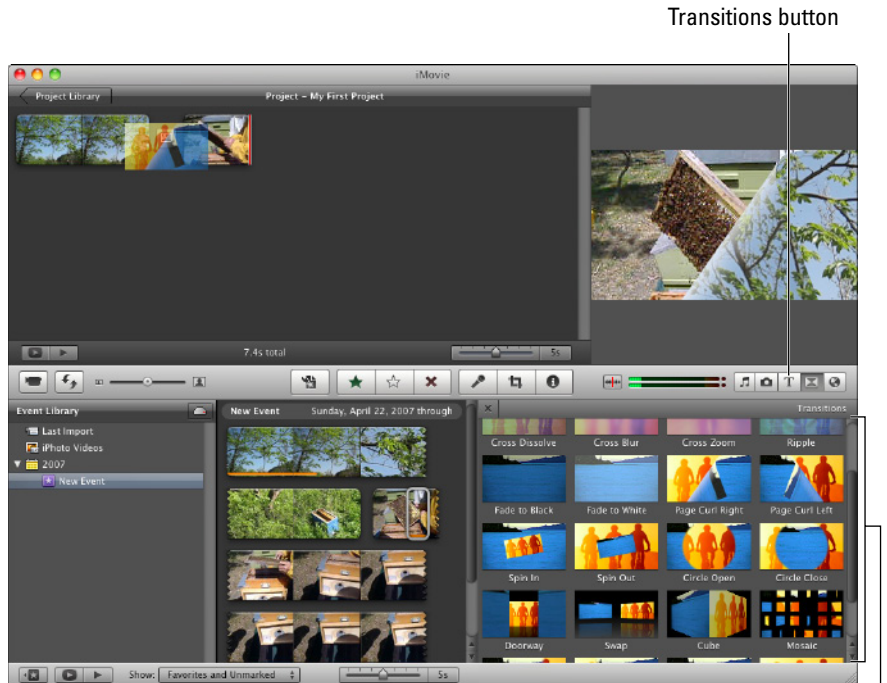 Transitions button
iMovie
Project Library
Project – My First Project
7.4s total
5s
T
Event Library
Last Import
iPhoto Videos
2007
New Event
New Event Sunday, April 22, 2007 through
× Transitions
Cross Dissolve Cross Blur Cross Zoom Ripple
Fade to Black Fade to White Page Curl Right Page Curl Left
Spin In Spin Out Circle Open Circle Close
Doorway Swap Cube Mosaic
Show: Favorites and Unmarked
5s